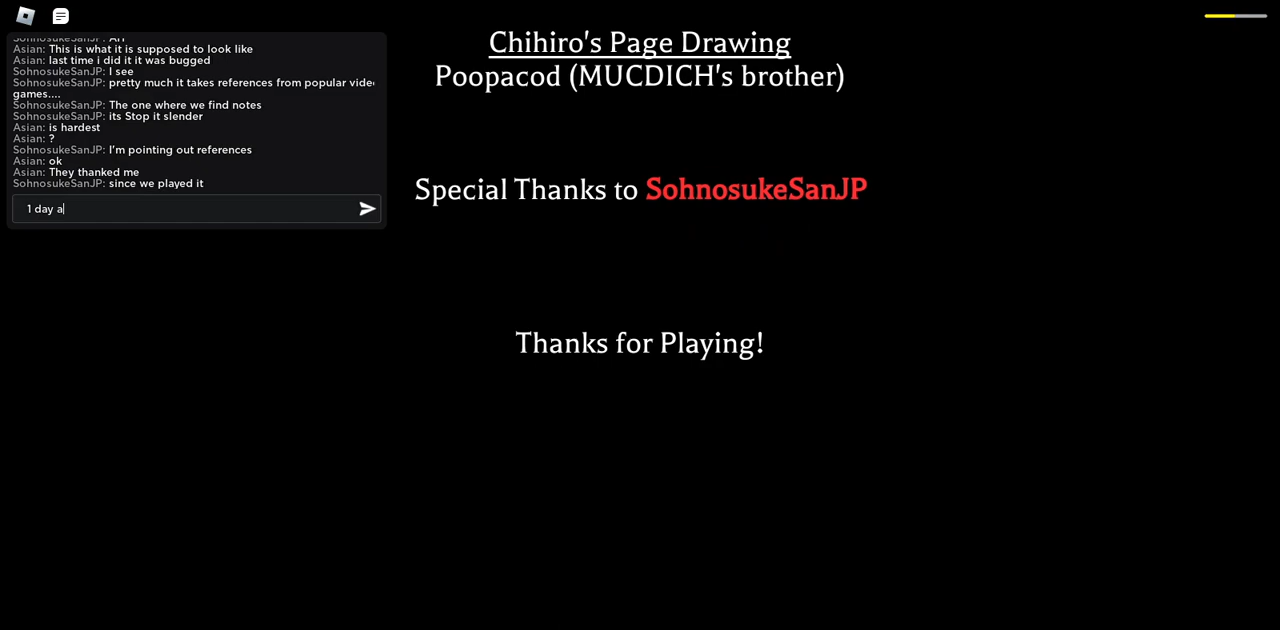 Asian: This is what it is supposed to look like
Asian: last time i did it it was bugged
SohnosukeSanJP: I see
SohnosukeSanJP: pretty much it takes references from popular vide
games....
SohnosukeSanJP: The one where we find notes
SohnosukeSanJP: its Stop it slender
Asian: is hardest
Asian: ?
SohnosukeSanJP: I'm pointing out references
Asian: ok
Asian: They thanked me
SohnosukeSanJP: since we played it
1 day a
Chihiro's Page Drawing
Poopacod (MUCDICH's brother)
Special Thanks to SohnosukeSanJP
Thanks for Playing!